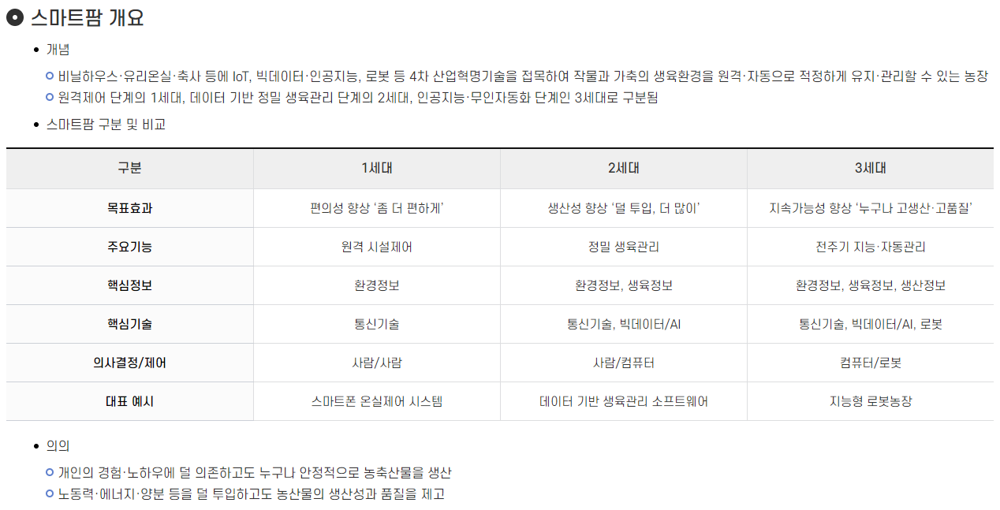 스마트팜 개요
개념
비닐하우스·유리온실·축사 등에 IoT, 빅데이터·인공지능, 로봇 등 4차 산업혁명기술을 접목하여 작물과 가축의 생육환경을 원격·자동으로 적정하게 유지·관리할 수 있는 농장
원격제어 단계의 1세대, 데이터 기반 정밀 생육관리 단계의 2세대, 인공지능·무인자동화 단계인 3세대로 구분됨
스마트팜 구분 및 비교
구분 1세대 2세대 3세대
목표효과 편의성 향상 ‘좀 더 편하게’ 생산성 향상 ‘덜 투입, 더 많이’ 지속가능성 향상 ‘누구나 고생산·고품질’
주요기능 원격 시설제어 정밀 생육관리 전주기 지능·자동관리
핵심정보 환경정보 환경정보, 생육정보 환경정보, 생육정보, 생산정보
핵심기술 통신기술 통신기술, 빅데이터/AI 통신기술, 빅데이터/AI, 로봇
의사결정/제어 사람/사람 사람/컴퓨터 컴퓨터/로봇
대표 예시 스마트폰 온실제어 시스템 데이터 기반 생육관리 소프트웨어 지능형 로봇농장
의의
개인의 경험·노하우에 덜 의존하고도 누구나 안정적으로 농축산물을 생산
노동력·에너지·양분 등을 덜 투입하고도 농산물의 생산성과 품질을 제고